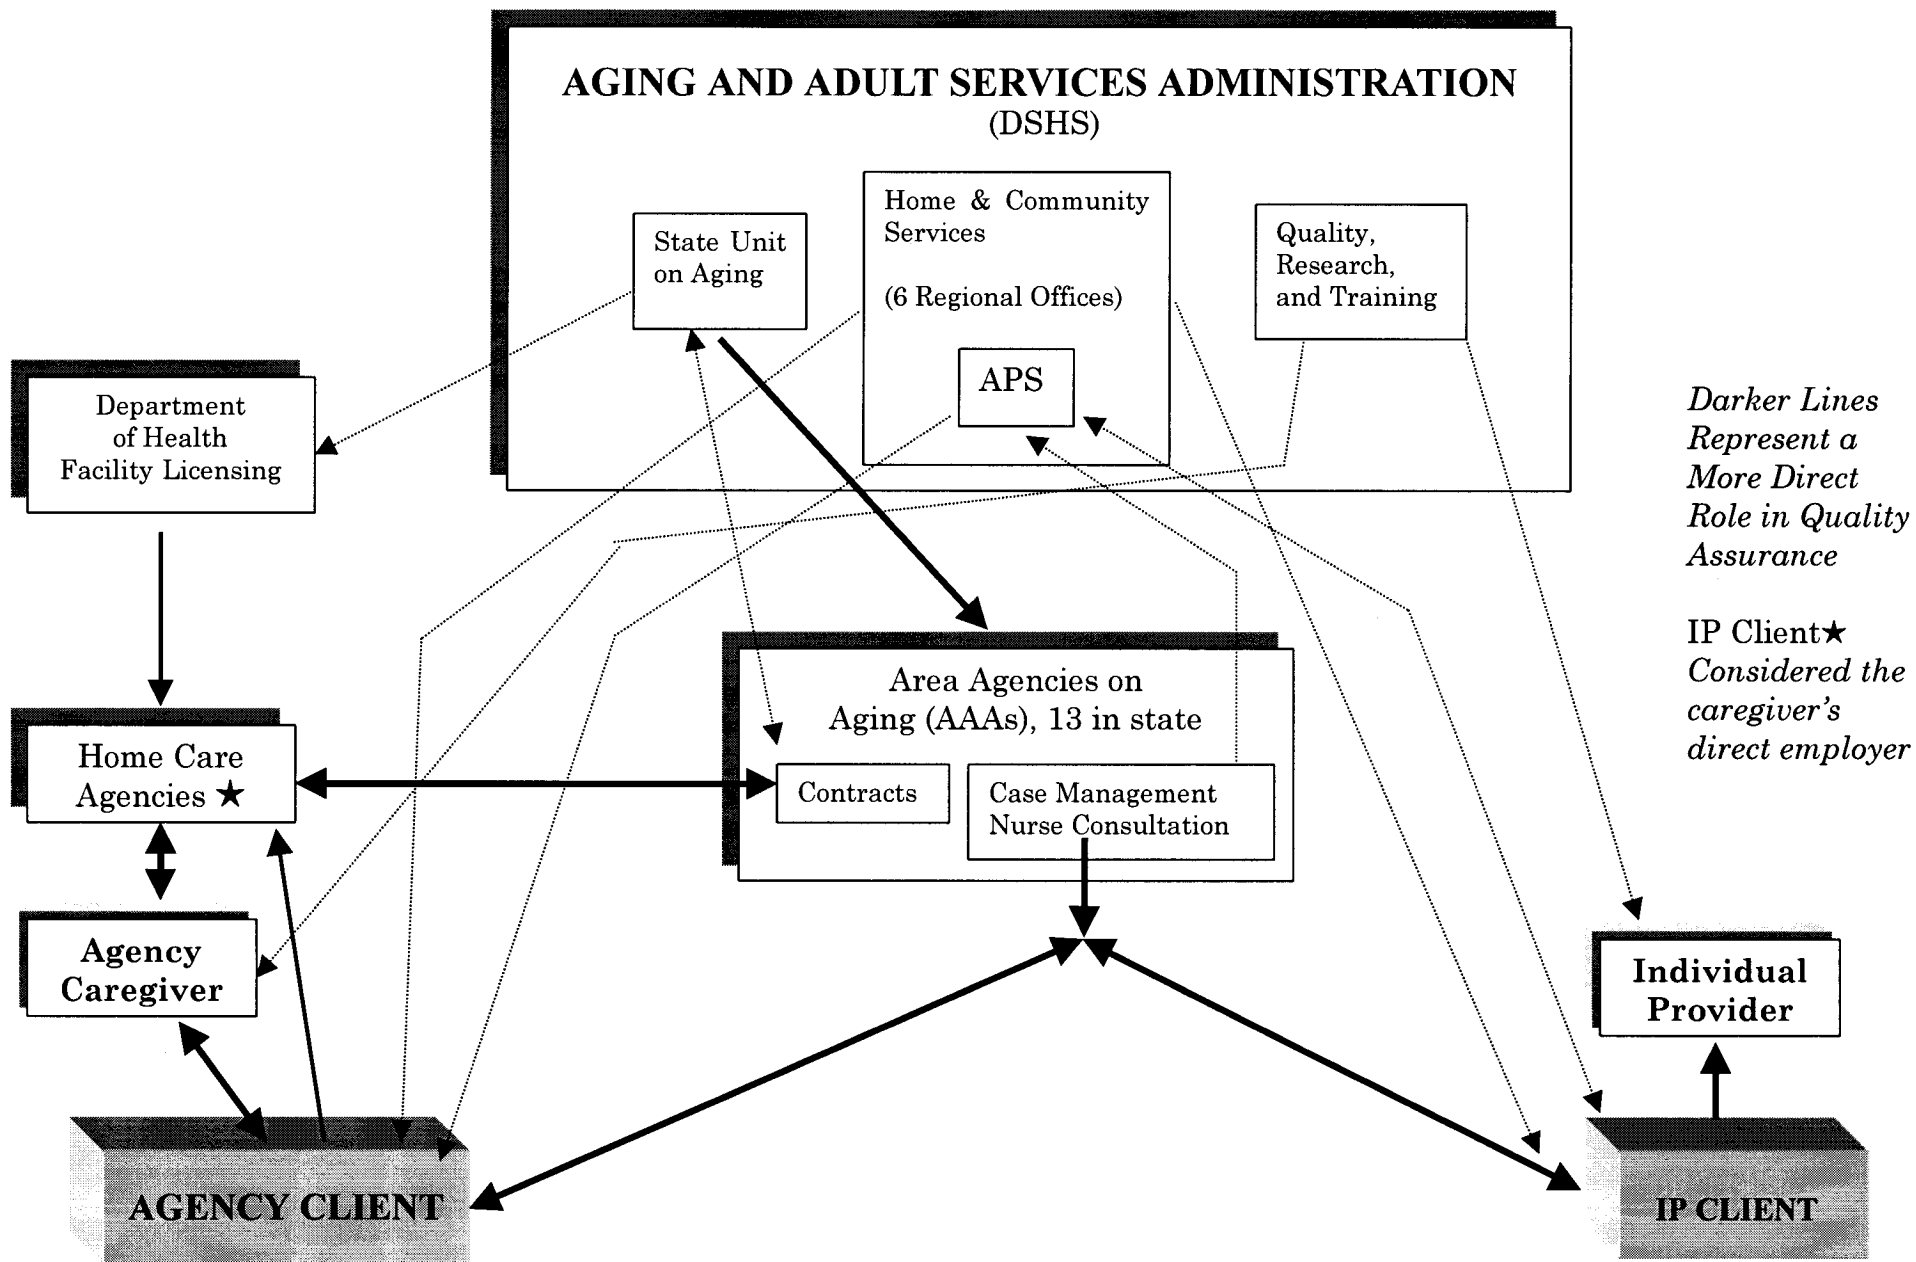 AGING AND ADULT SERVICES ADMINISTRATION
(DSHS)
State Unit
on Aging
Home & Community
Services
(6 Regional Offices)
APS
Quality,
Research,
and Training
Department
of Health
Facility Licensing
Darker Lines
Represent a
More Direct
Role in Quality
Assurance
IP Client★
Considered the
caregiver's
direct employer
Home Care
Agencies ★
Area Agencies on
Aging (AAAs), 13 in state
Contracts
Case Management
Nurse Consultation
Agency
Caregiver
Individual
Provider
AGENCY CLIENT
IP CLIENT